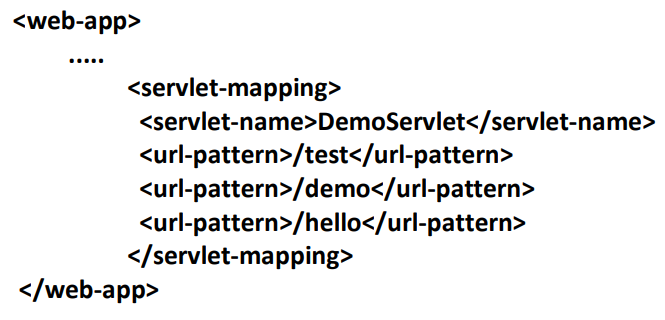 <web-app>
.....
<servlet-mapping>
<servlet-name>DemoServlet</servlet-name>
<url-pattern>/test</url-pattern>
<url-pattern>/demo</url-pattern>
<url-pattern>/hello</url-pattern>
</servlet-mapping>
</web-app>